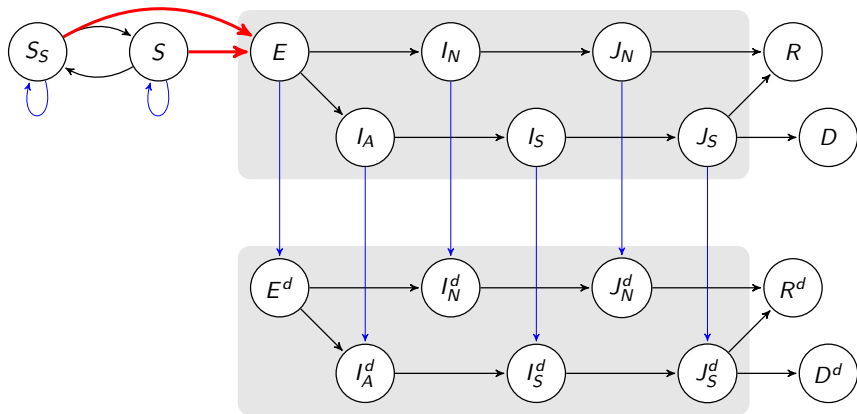 S_S S E I_N J_N R
I_A I_S J_S D
E^d I_N^d J_N^d R^d
I_A^d I_S^d J_S^d D^d